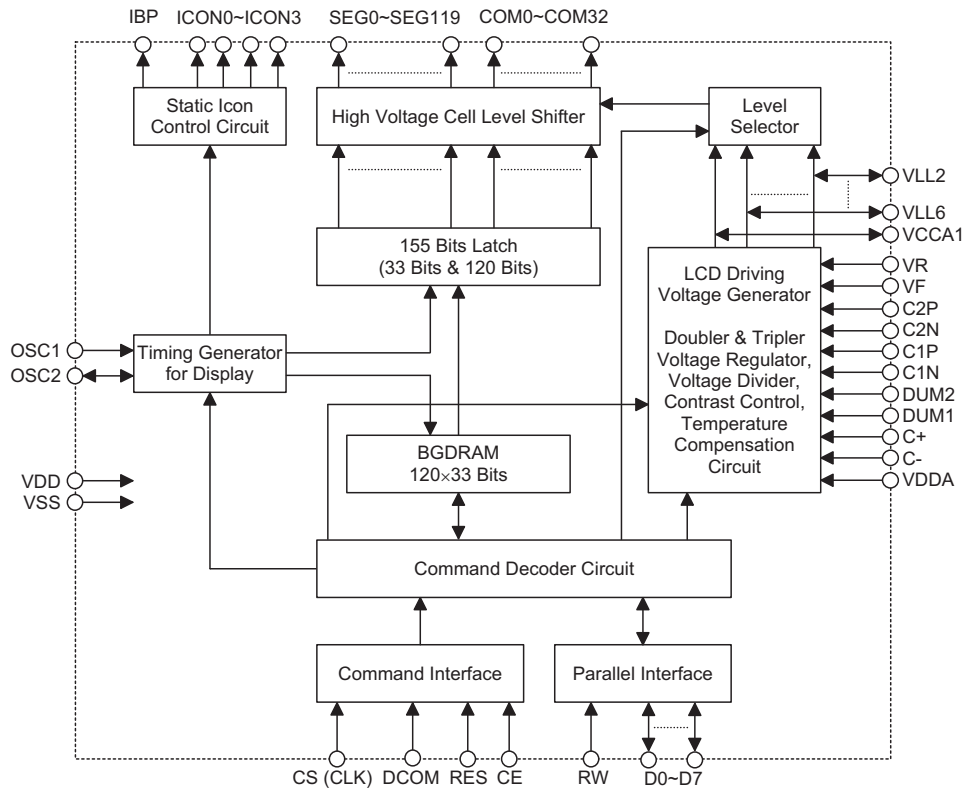 IBP ICON0~ICON3 SEG0~SEG119 COM0~COM32
Static Icon
Control Circuit
High Voltage Cell Level Shifter
Level
Selector
VLL2
VLL6
VCCA1
155 Bits Latch
(33 Bits & 120 Bits)
LCD Driving
Voltage Generator
Doubler & Tripler
Voltage Regulator,
Voltage Divider,
Contrast Control,
Temperature
Compensation
Circuit
VR
VF
C2P
C2N
C1P
C1N
DUM2
DUM1
C+
C-
VDDA
OSC1
OSC2
Timing Generator
for Display
BGDRAM
120×33 Bits
VDD
VSS
Command Decoder Circuit
Command Interface
Parallel Interface
CS (CLK) DCOM RES CE RW D0~D7